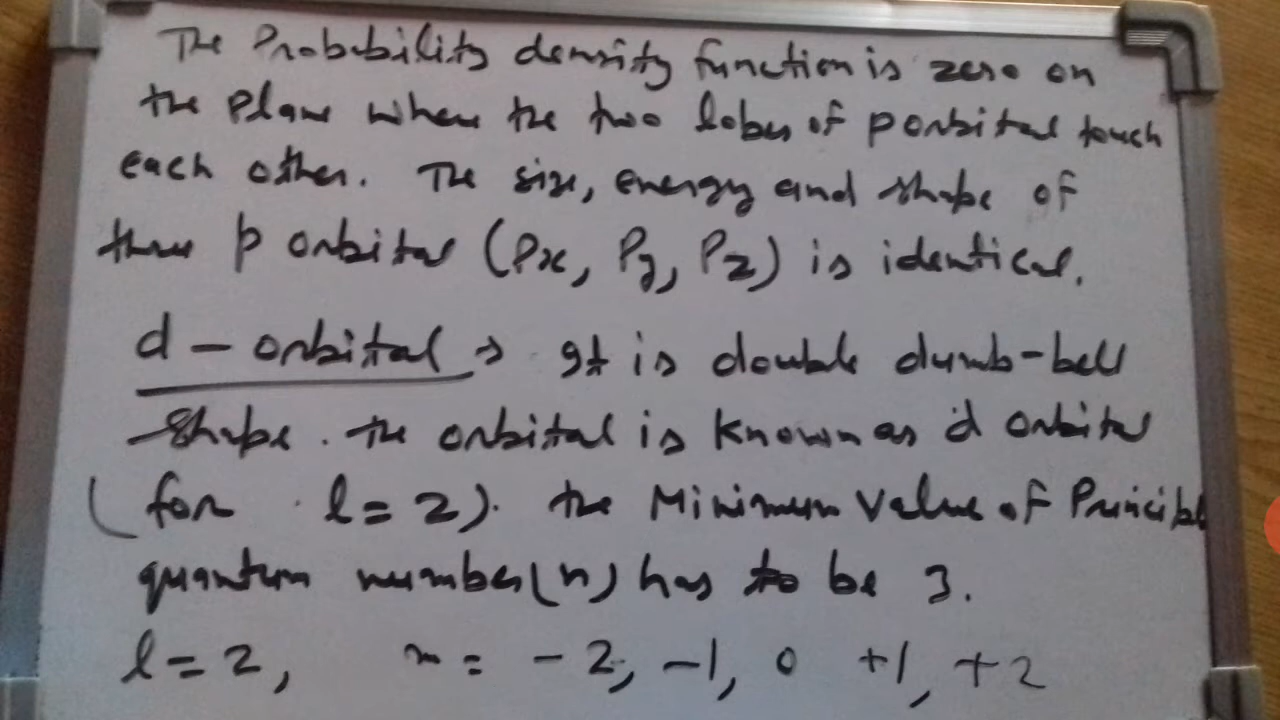 The Probability density function is zero on
the plane where the two lobes of p orbital touch
each other. The size, energy and shape of
three p orbital (Px, Py, Pz) is identical.
d - orbital → It is double dumb-bell
shape. the orbital is known as d orbital
(for l = 2). the Minimum Value of Principal
quantum number (n) has to be 3.
l = 2, m = -2, -1, 0 +1, +2